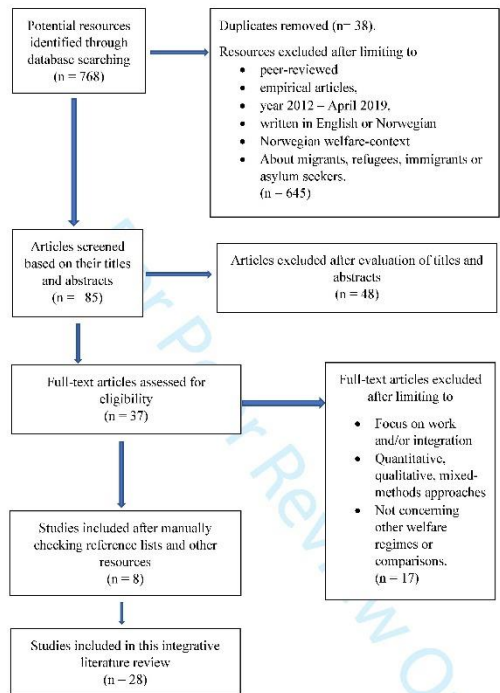 Potential resources
identified through
database searching
(n = 768)
Duplicates removed (n= 38).
Resources excluded after limiting to
• peer-reviewed
• empirical articles,
• year 2012 – April 2019,
• written in English or Norwegian
• Norwegian welfare-context
• About migrants, refugees, immigrants or
asylum seekers.
(n – 645)
Articles screened
based on their titles
and abstracts
(n = 85)
Articles excluded after evaluation of titles and
abstracts
(n = 48)
Full-text articles assessed for
eligibility
(n = 37)
Full-text articles excluded
after limiting to
• Focus on work
and/or integration
• Quantitative,
qualitative, mixed-
methods approaches
• Not concerning
other welfare
regimes or
comparisons.
(n – 17)
Studies included after manually
checking reference lists and other
resources
(n = 8)
Studies included in this integrative
literature review
(n – 28)
For Peer Review O